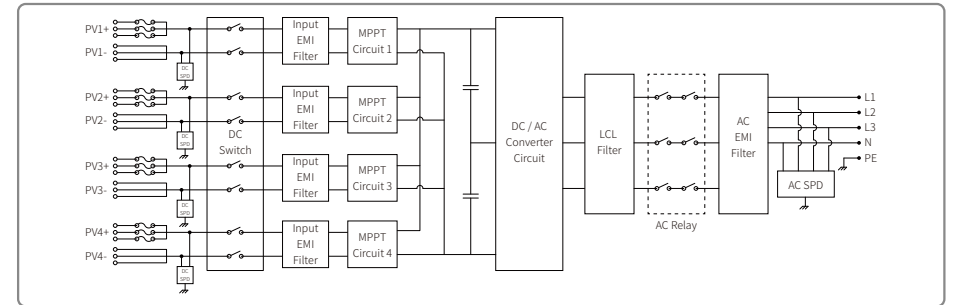 PV1+
PV1-
DC
SPD
Input
EMI
Filter
MPPT
Circuit 1
PV2+
PV2-
DC
SPD
Input
EMI
Filter
MPPT
Circuit 2
DC
Switch
PV3+
PV3-
DC
SPD
Input
EMI
Filter
MPPT
Circuit 3
PV4+
PV4-
DC
SPD
Input
EMI
Filter
MPPT
Circuit 4
DC / AC
Converter
Circuit
LCL
Filter
AC Relay
AC
EMI
Filter
L1
L2
L3
N
PE
AC SPD